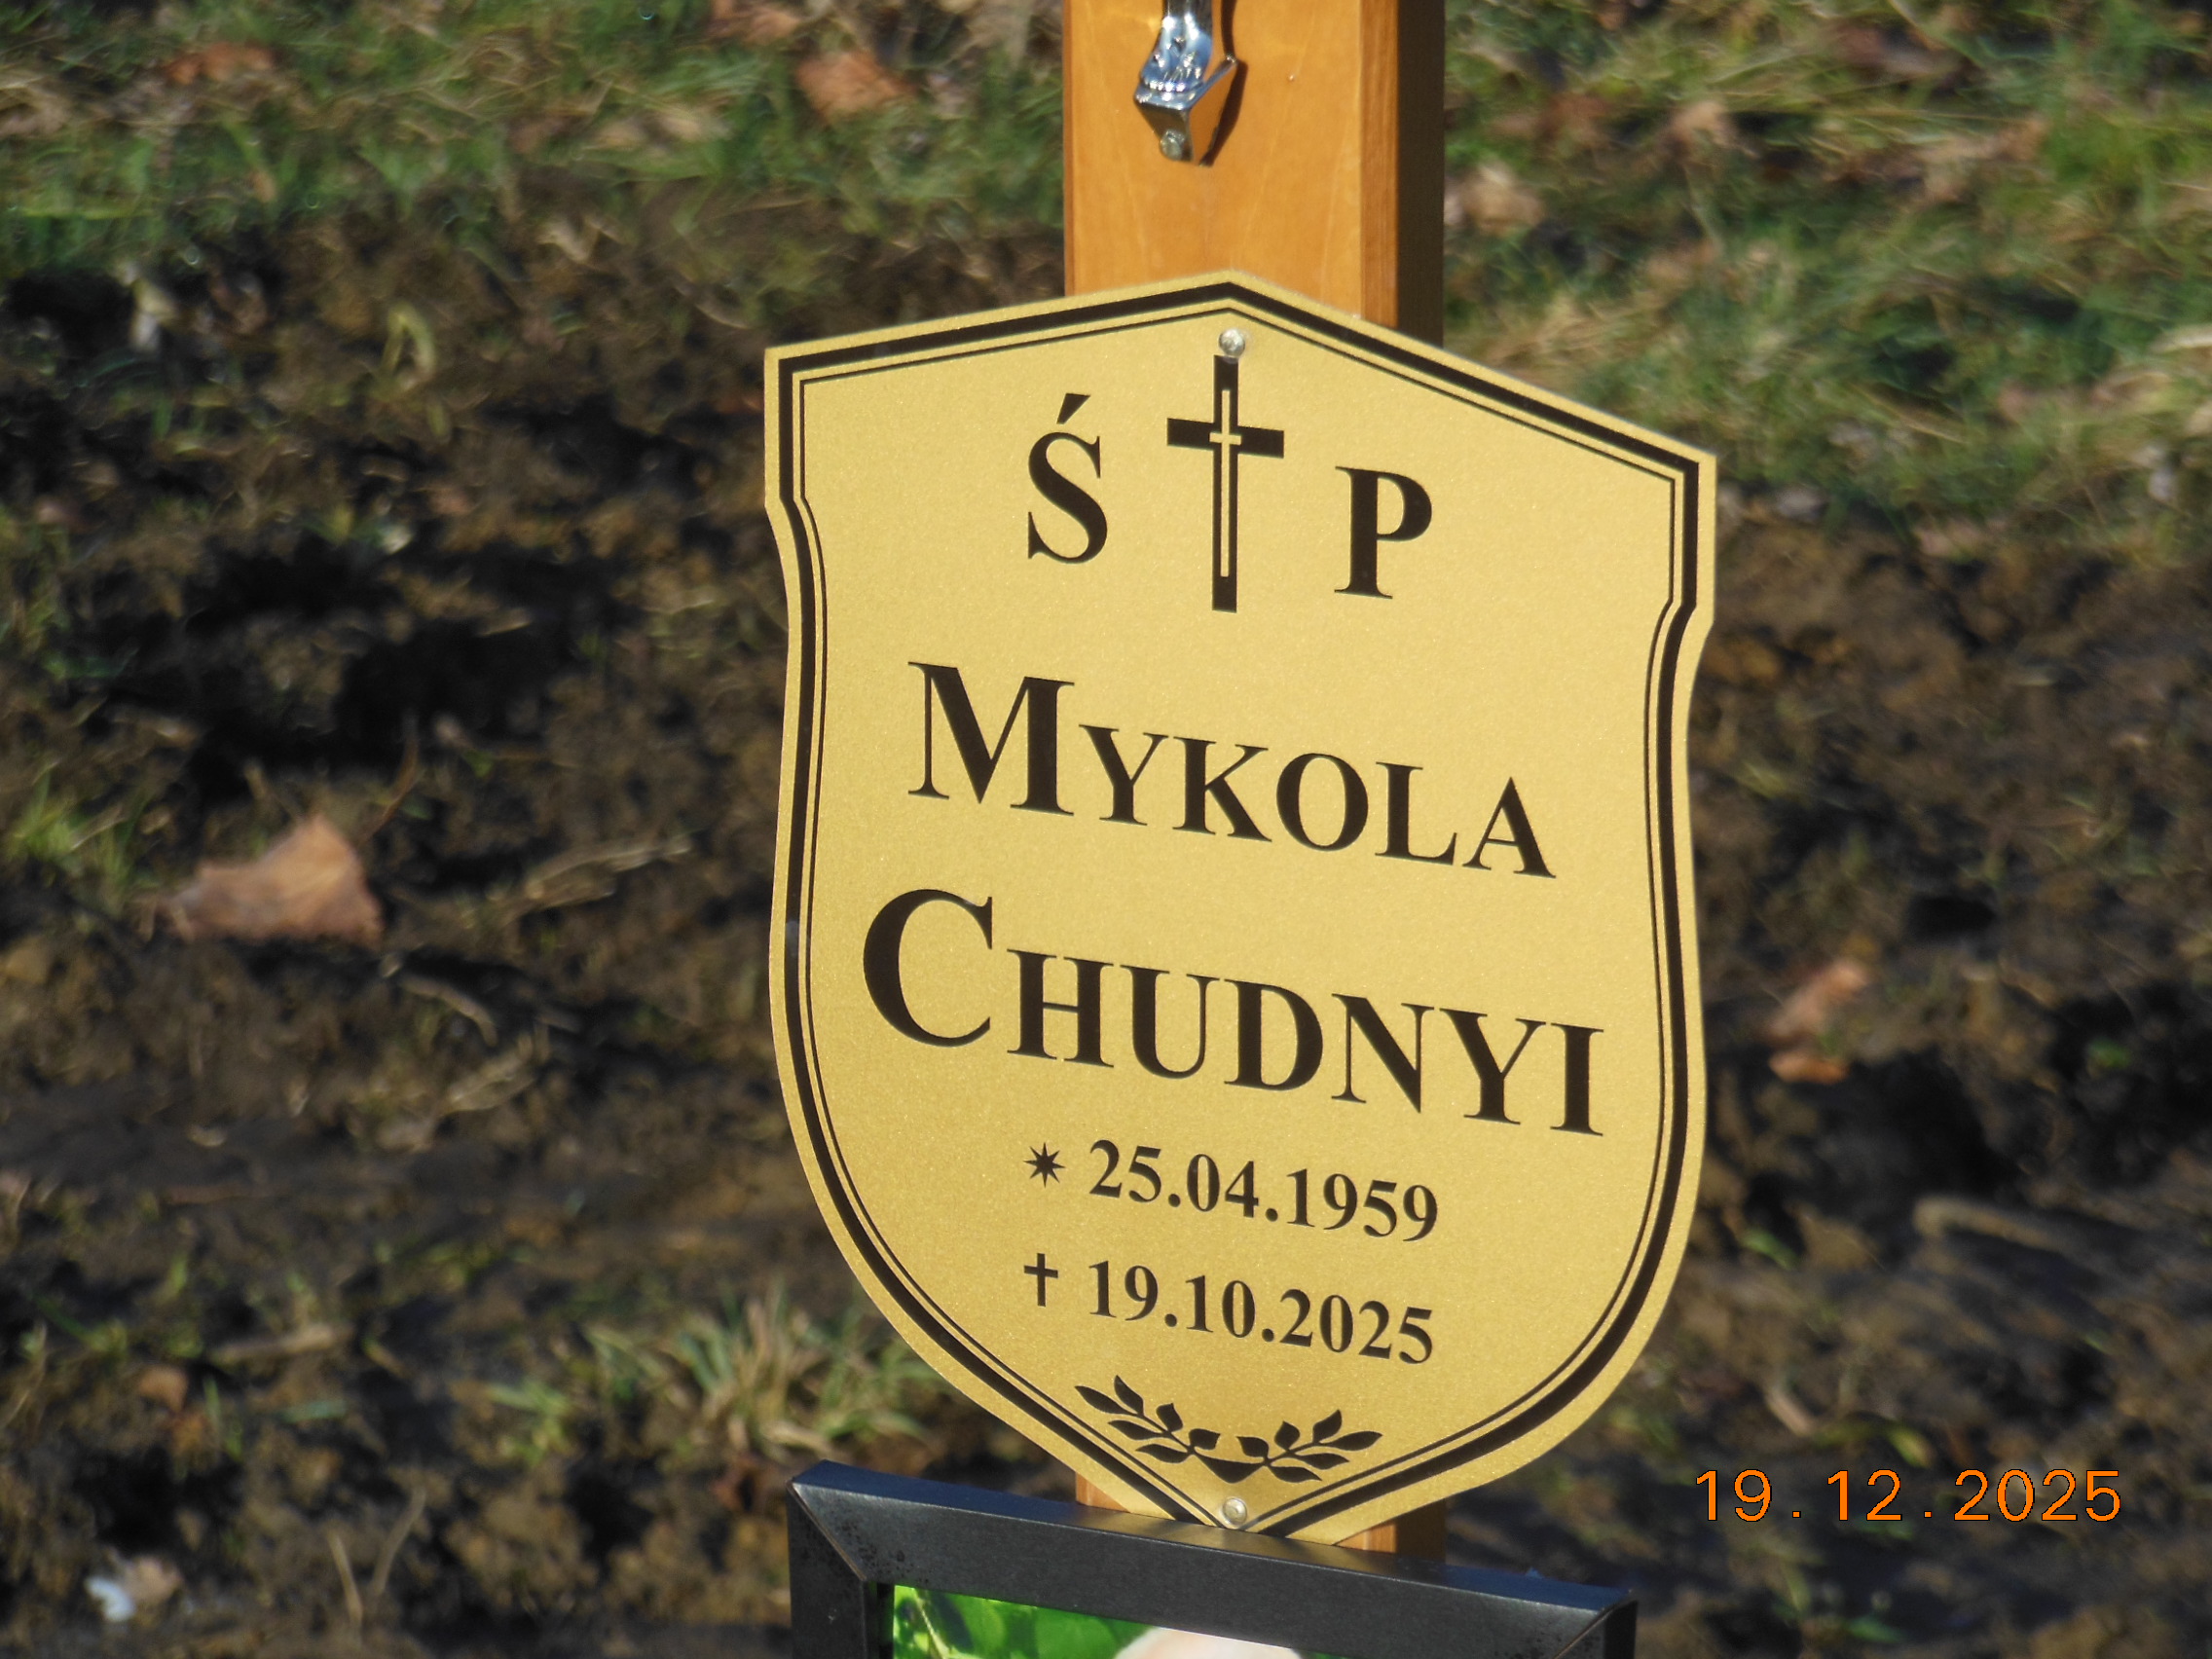 Ś P
MYKOLA
CHUDNYI
✴ 25.04.1959
✝ 19.10.2025
19.12.2025